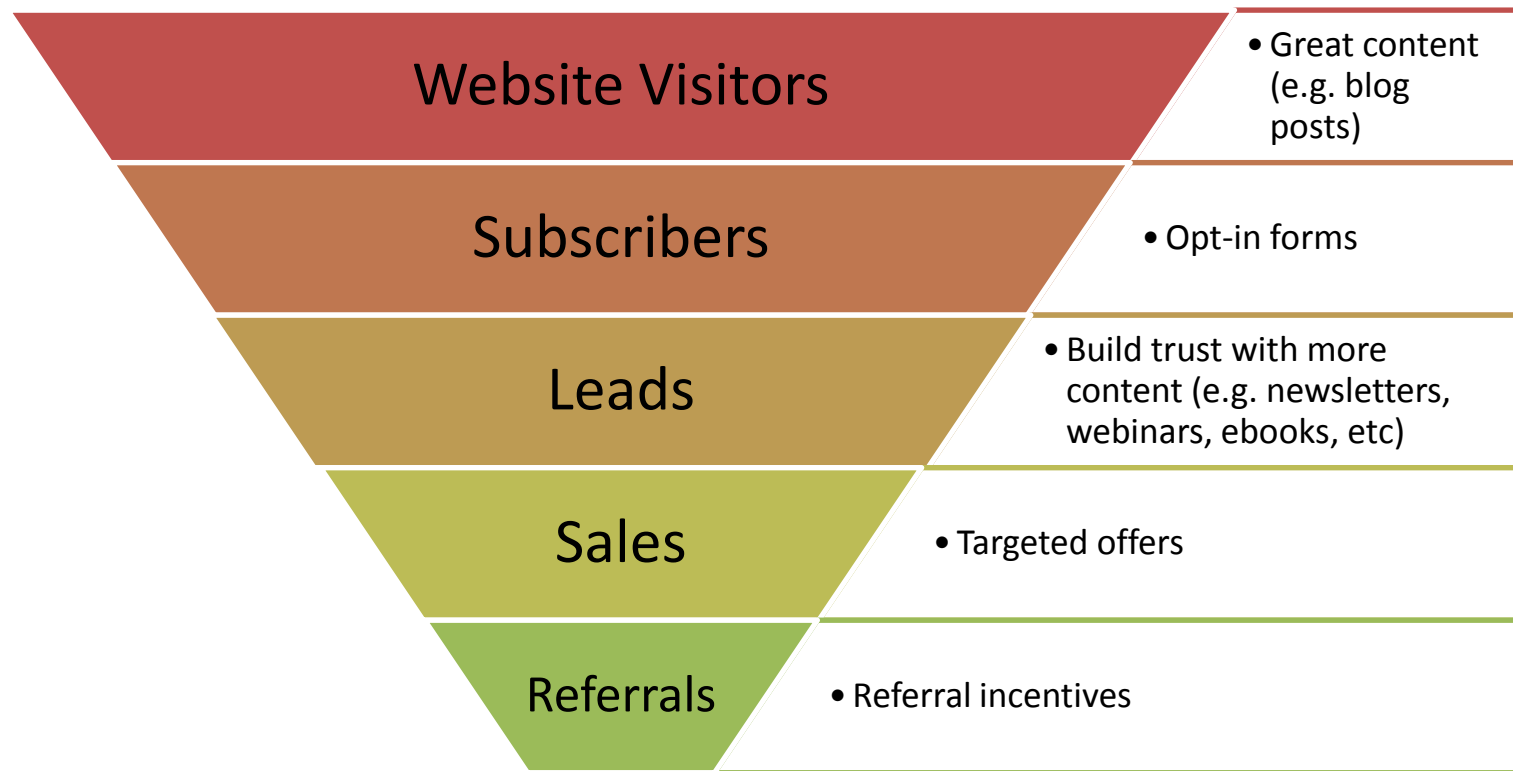 Website Visitors
• Great content
(e.g. blog
posts)
Subscribers
• Opt-in forms
Leads
• Build trust with more
content (e.g. newsletters,
webinars, ebooks, etc)
Sales
• Targeted offers
Referrals
• Referral incentives